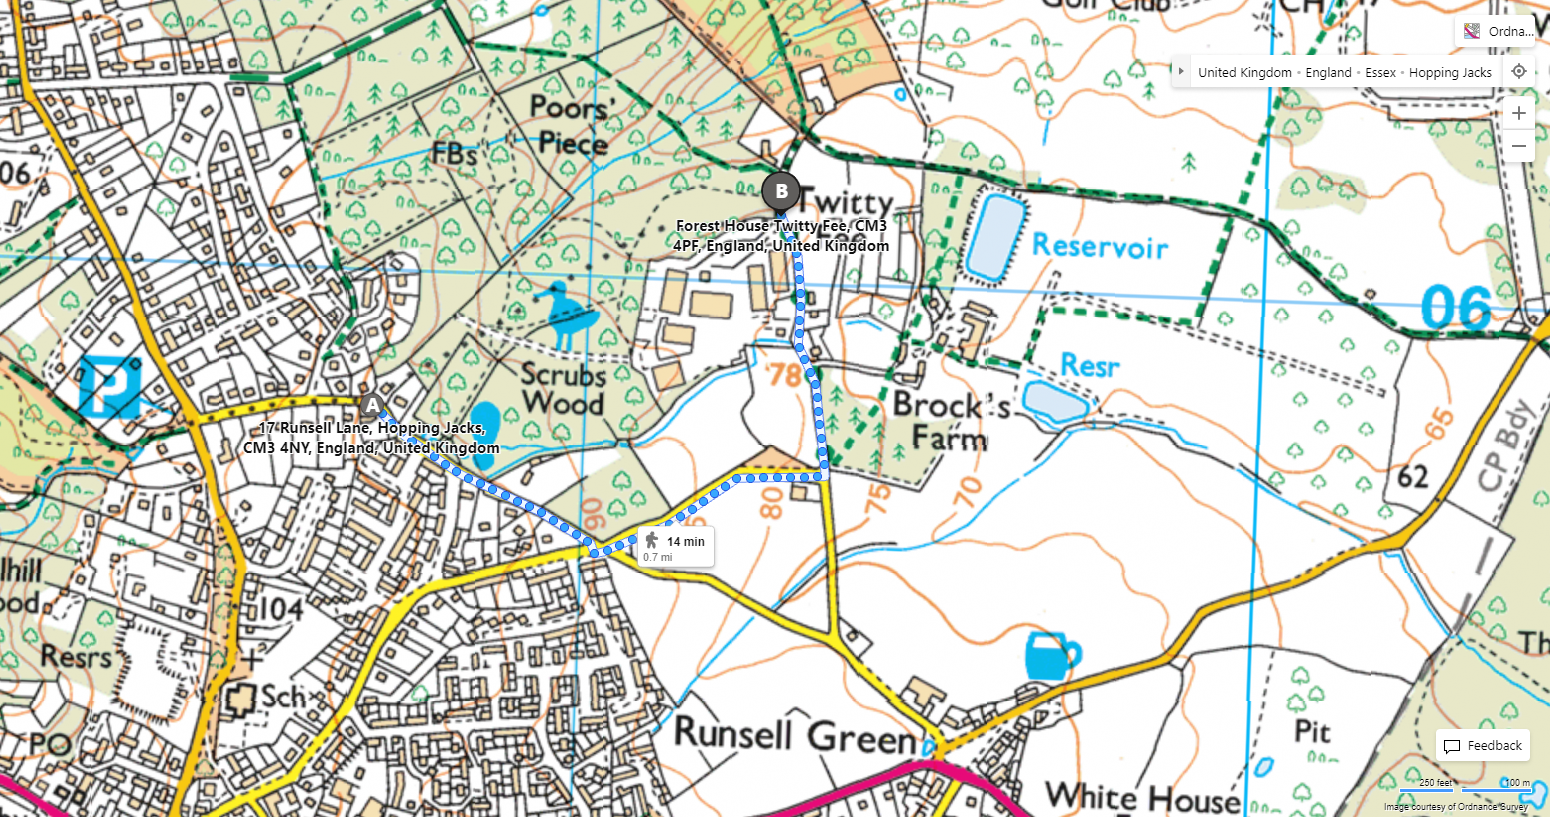 Golf Club
CH
Ordna...
United Kingdom • England • Essex • Hopping Jacks
Poors'
Piece
FBs
06
B
Twitty
Fee
Forest House Twitty Fee, CM3
4PF, England, United Kingdom
Reservoir
06
Resr
78
Scrubs
Wood
Brock's
Farm
P
A
17 Runsell Lane, Hopping Jacks,
CM3 4NY, England, United Kingdom
65
CP Bdy
62
90
80
75
70
14 min
0.7 mi
104
Resrs
Sch
PO
Runsell Green
Pit
Th
Feedback
White House
250 feet
100 m
Image courtesy of Ordnance Survey